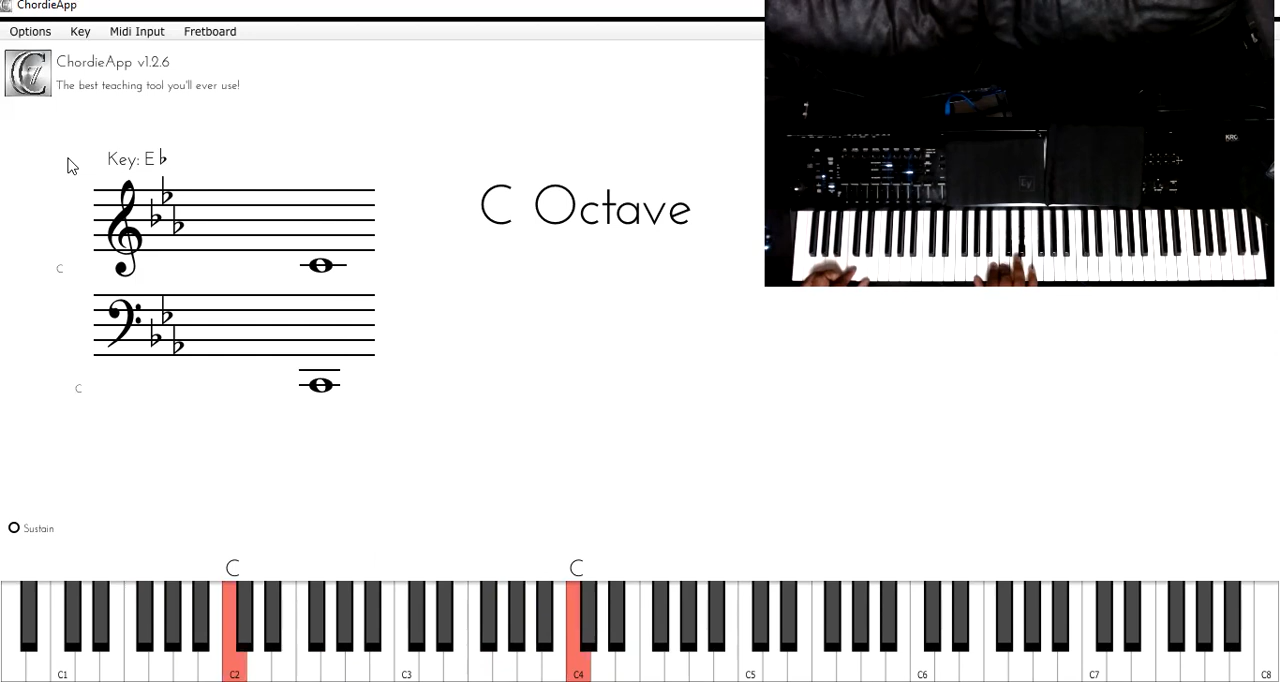 ChordieApp
Options Key Midi Input Fretboard
ChordieApp v1.2.6
The best teaching tool you'll ever use!
Key: E♭
C Octave
C
C
Sustain
C C
C1 C2 C3 C4 C5 C6 C7 C8